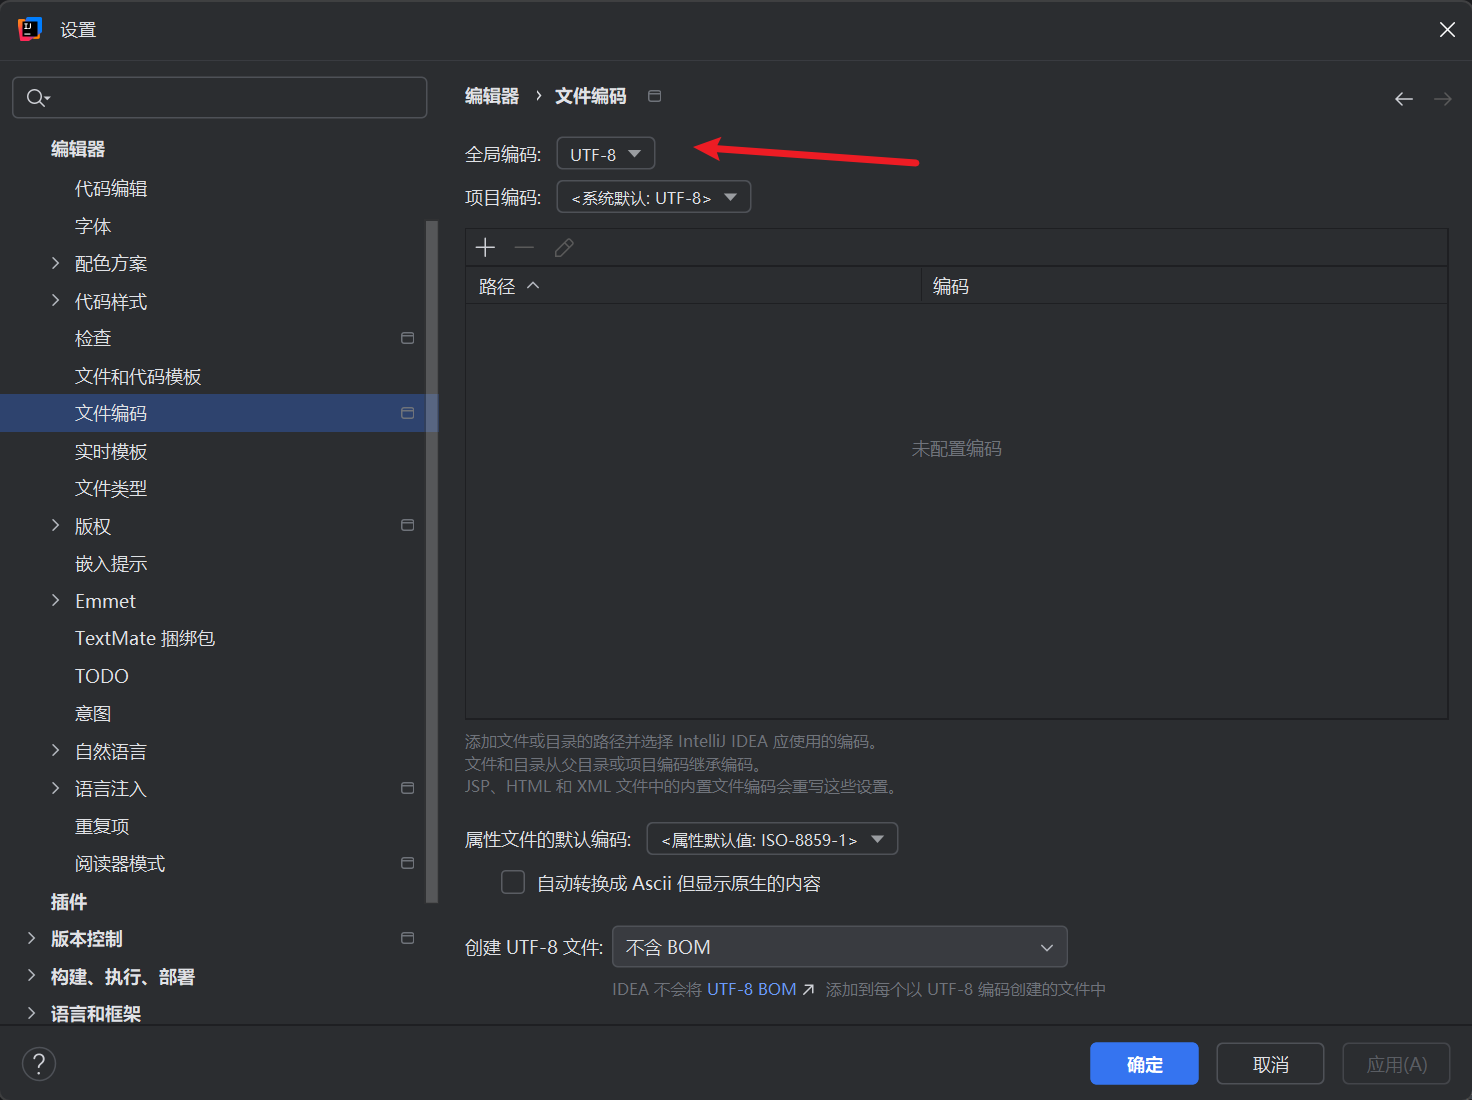 设置
编辑器
代码编辑
字体
配色方案
代码样式
检查
文件和代码模板
文件编码
实时模板
文件类型
版权
嵌入提示
Emmet
TextMate 捆绑包
TODO
意图
自然语言
语言注入
重复项
阅读器模式
插件
版本控制
构建、执行、部署
语言和框架
编辑器 › 文件编码
全局编码: UTF-8
项目编码: <系统默认: UTF-8>
路径 编码
未配置编码
添加文件或目录的路径并选择 IntelliJ IDEA 应使用的编码。
文件和目录从父目录或项目编码继承编码。
JSP、HTML 和 XML 文件中的内置文件编码会重写这些设置。
属性文件的默认编码: <属性默认值: ISO-8859-1>
自动转换成 Ascii 但显示原生的内容
创建 UTF-8 文件: 不含 BOM
IDEA 不会将 UTF-8 BOM ↗ 添加到每个以 UTF-8 编码创建的文件中
?
确定 取消 应用(A)